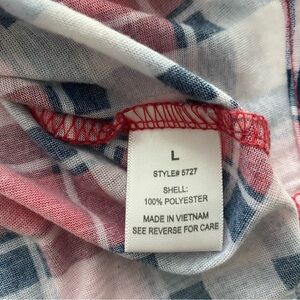 L
STYLE# 5727
SHELL:
100% POLYESTER
MADE IN VIETNAM
SEE REVERSE FOR CARE